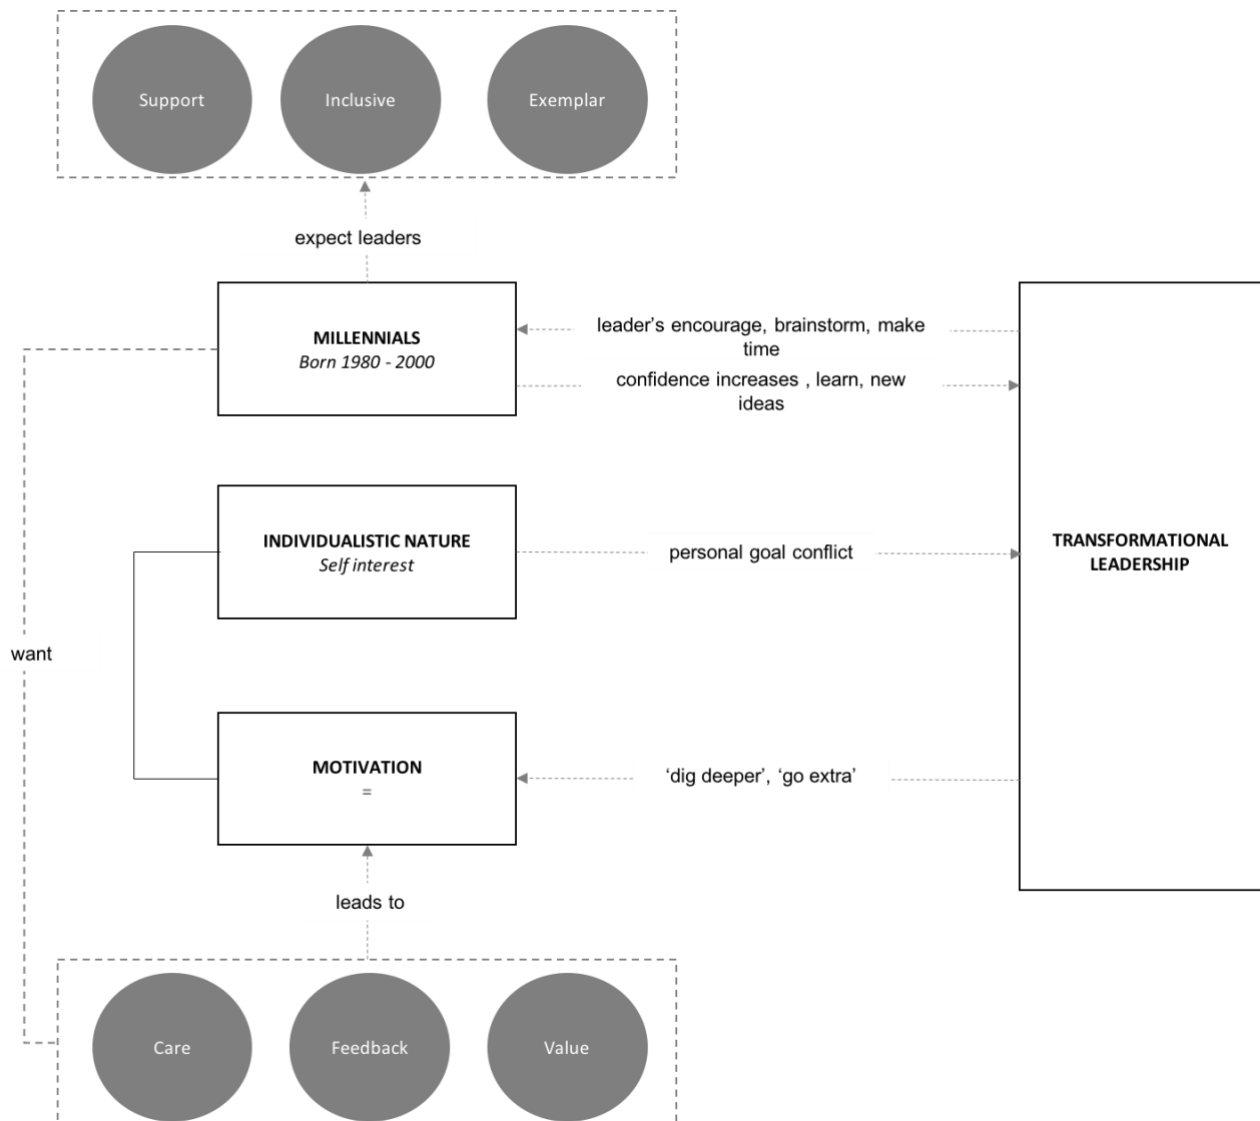 Support
Inclusive
Exemplar
expect leaders
MILLENNIALS
Born 1980 - 2000
leader’s encourage, brainstorm, make
time
confidence increases , learn, new
ideas
INDIVIDUALISTIC NATURE
Self interest
personal goal conflict
TRANSFORMATIONAL
LEADERSHIP
want
MOTIVATION
=
‘dig deeper’, ‘go extra’
leads to
Care
Feedback
Value